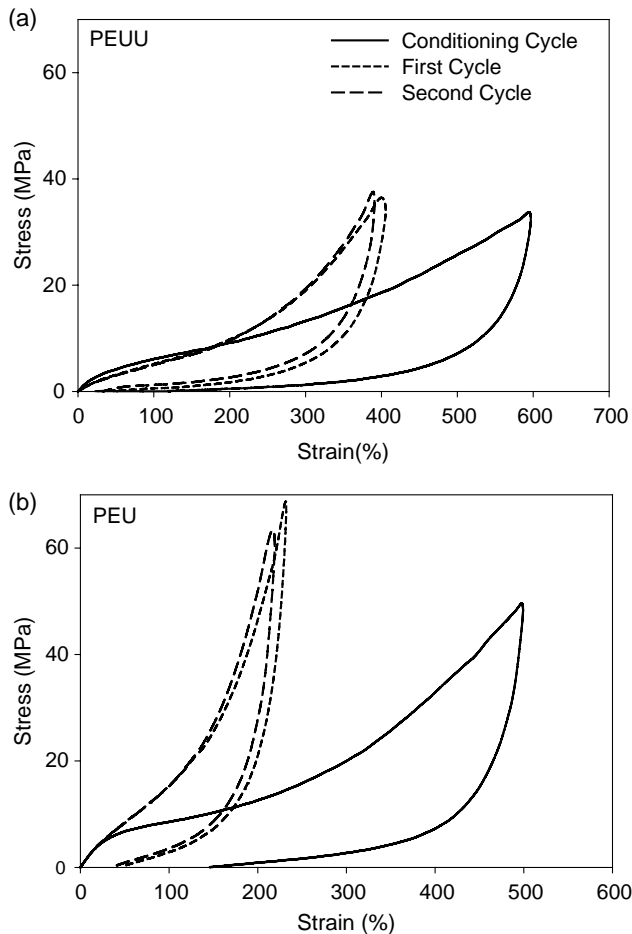 (a)
PEUU
Conditioning Cycle
First Cycle
Second Cycle
60
40
20
0
Stress (MPa)
0 100 200 300 400 500 600 700
Strain(%)
(b)
PEU
60
40
20
0
Stress (MPa)
0 100 200 300 400 500 600
Strain (%)